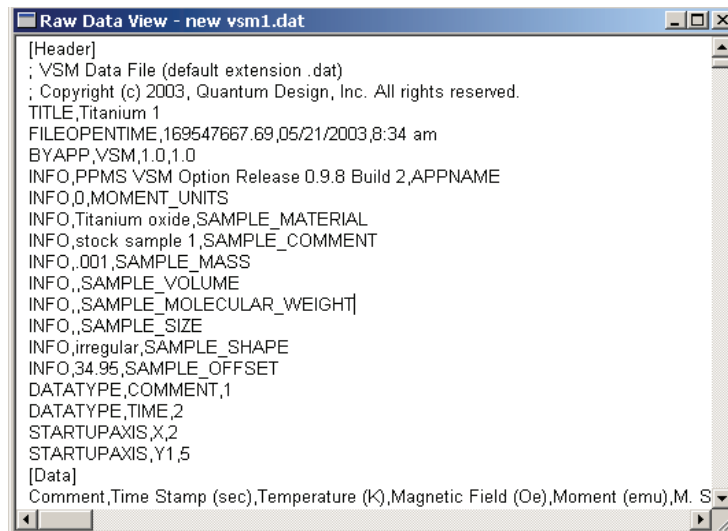 Raw Data View - new vsm1.dat
[Header]
; VSM Data File (default extension .dat)
; Copyright (c) 2003, Quantum Design, Inc. All rights reserved.
TITLE,Titanium 1
FILEOPENTIME,169547667.69,05/21/2003,8:34 am
BYAPP,VSM,1.0,1.0
INFO,PPMS VSM Option Release 0.9.8 Build 2,APPNAME
INFO,0,MOMENT_UNITS
INFO,Titanium oxide,SAMPLE_MATERIAL
INFO,stock sample 1,SAMPLE_COMMENT
INFO,.001,SAMPLE_MASS
INFO,,SAMPLE_VOLUME
INFO,,SAMPLE_MOLECULAR_WEIGHT
INFO,,SAMPLE_SIZE
INFO,irregular,SAMPLE_SHAPE
INFO,34.95,SAMPLE_OFFSET
DATATYPE,COMMENT,1
DATATYPE,TIME,2
STARTUPAXIS,X,2
STARTUPAXIS,Y1,5
[Data]
Comment,Time Stamp (sec),Temperature (K),Magnetic Field (Oe),Moment (emu),M. S